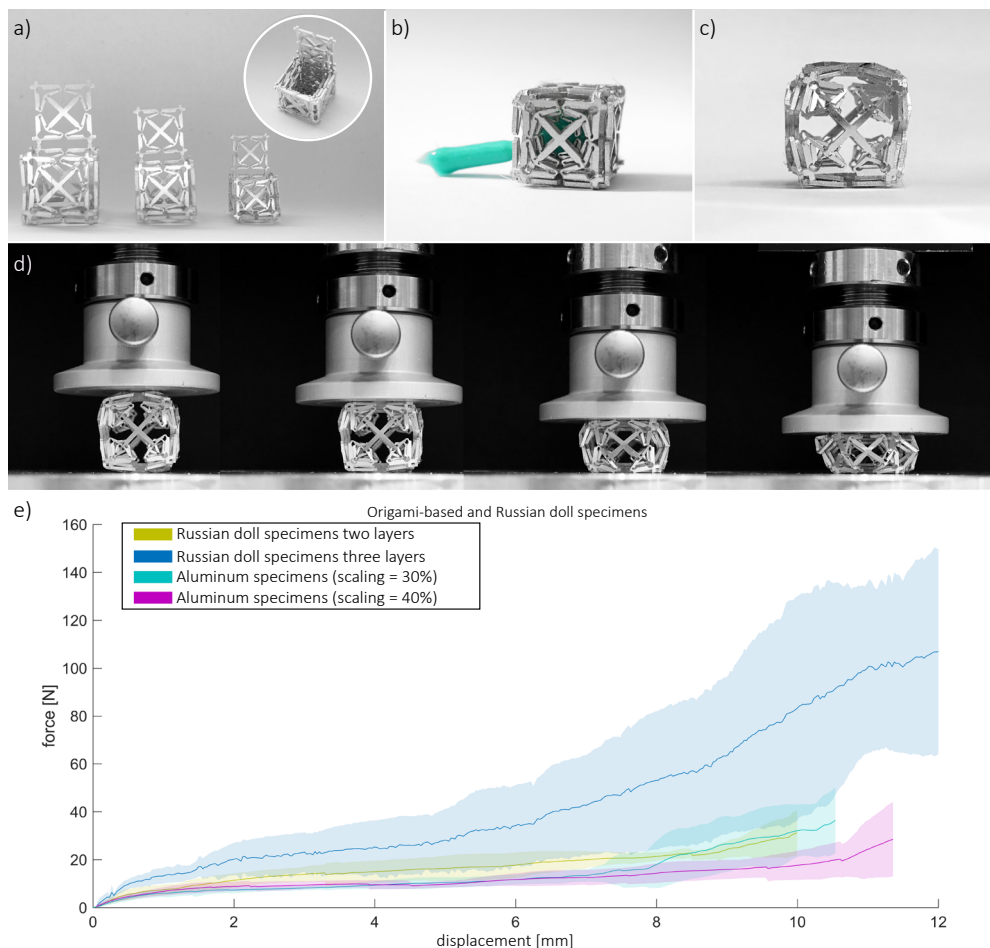 a)
b)
c)
d)
e)
Origami-based and Russian doll specimens
Russian doll specimens two layers
Russian doll specimens three layers
Aluminum specimens (scaling = 30%)
Aluminum specimens (scaling = 40%)
force [N]
160
140
120
100
80
60
40
20
0
0 2 4 6 8 10 12
displacement [mm]